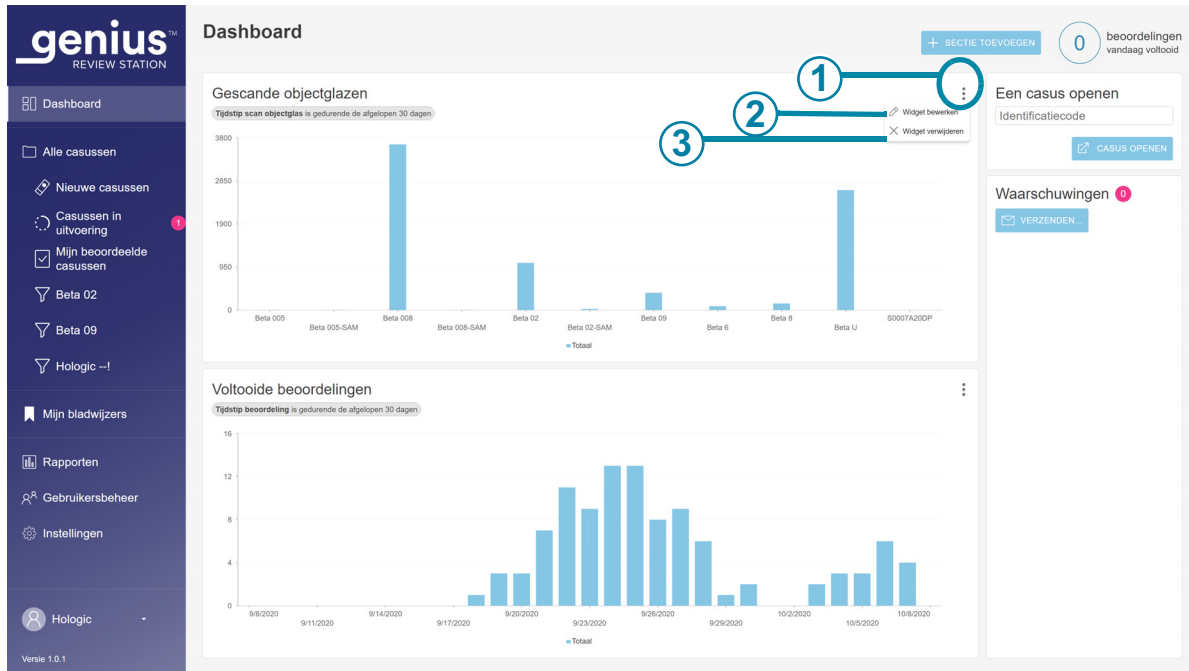 genius™
REVIEW STATION
Dashboard
Alle casussen
Nieuwe casussen
Casussen in
uitvoering
1
Mijn beoordeelde
casussen
Beta 02
Beta 09
Hologic --!
Mijn bladwijzers
Rapporten
Gebruikersbeheer
Instellingen
Hologic
Versie 1.0.1
Dashboard
+ SECTIE TOEVOEGEN
0
beoordelingen
vandaag voltooid
1
2
3
Gescande objectglazen
Tijdstip scan objectglas is gedurende de afgelopen 30 dagen
Widget bewerken
Widget verwijderen
3800
2850
1900
950
0
Beta 005
Beta 005-SAM
Beta 008
Beta 008-SAM
Beta 02
Beta 02-SAM
Beta 09
Beta 6
Beta 8
Beta U
S0007A20DP
Totaal
Voltooide beoordelingen
Tijdstip beoordeling is gedurende de afgelopen 30 dagen
16
12
8
4
0
9/8/2020
9/11/2020
9/14/2020
9/17/2020
9/20/2020
9/23/2020
9/26/2020
9/29/2020
10/2/2020
10/5/2020
10/8/2020
Totaal
Een casus openen
Identificatiecode
CASUS OPENEN
Waarschuwingen 0
VERZENDEN...